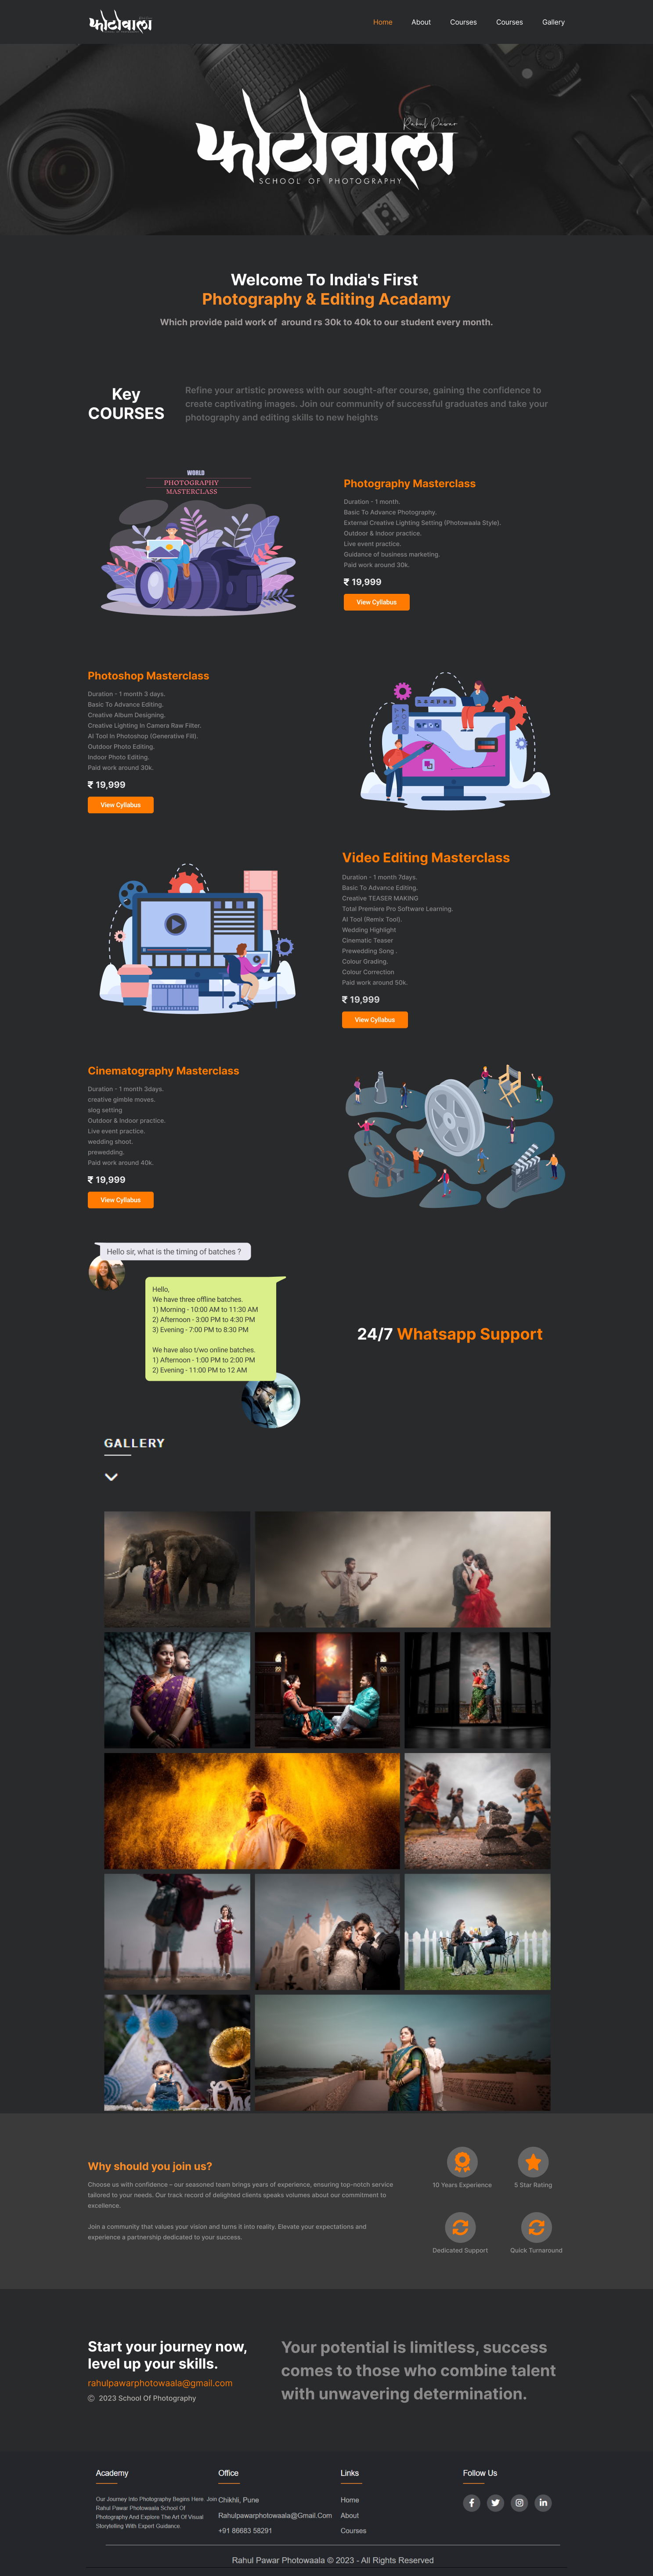 फोटोवाला
SCHOOL OF PHOTOGRAPHY
Home About Courses Courses Gallery
Rahul Pawar
फोटोवाला
SCHOOL OF PHOTOGRAPHY
Welcome To India's First
Photography & Editing Acadamy
Which provide paid work of around rs 30k to 40k to our student every month.
Key
COURSES
Refine your artistic prowess with our sought-after course, gaining the confidence to
create captivating images. Join our community of successful graduates and take your
photography and editing skills to new heights
WORLD
PHOTOGRAPHY
MASTERCLASS
Photography Masterclass
Duration - 1 month.
Basic To Advance Photography.
External Creative Lighting Setting (Photowaala Style).
Outdoor & Indoor practice.
Live event practice.
Guidance of business marketing.
Paid work around 30k.
₹ 19,999
View Cyllabus
Photoshop Masterclass
Duration - 1 month 3 days.
Basic To Advance Editing.
Creative Album Designing.
Creative Lighting In Camera Raw Filter.
AI Tool In Photoshop (Generative Fill).
Outdoor Photo Editing.
Indoor Photo Editing.
Paid work around 30k.
₹ 19,999
View Cyllabus
Video Editing Masterclass
Duration - 1 month 7days.
Basic To Advance Editing.
Creative TEASER MAKING
Total Premiere Pro Software Learning.
AI Tool (Remix Tool).
Wedding Highlight
Cinematic Teaser
Prewedding Song .
Colour Grading.
Colour Correction
Paid work around 50k.
₹ 19,999
View Cyllabus
Cinematography Masterclass
Duration - 1 month 3days.
creative gimble moves.
slog setting
Outdoor & Indoor practice.
Live event practice.
wedding shoot.
prewedding.
Paid work around 40k.
₹ 19,999
View Cyllabus
Hello sir, what is the timing of batches ?
Hello,
We have three offline batches.
1) Morning - 10:00 AM to 11:30 AM
2) Afternoon - 3:00 PM to 4:30 PM
3) Evening - 7:00 PM to 8:30 PM
We have also t/wo online batches.
1) Afternoon - 1:00 PM to 2:00 PM
2) Evening - 11:00 PM to 12 AM
24/7 Whatsapp Support
GALLERY
Why should you join us?
Choose us with confidence – our seasoned team brings years of experience, ensuring top-notch service
tailored to your needs. Our track record of delighted clients speaks volumes about our commitment to
excellence.
Join a community that values your vision and turns it into reality. Elevate your expectations and
experience a partnership dedicated to your success.
10 Years Experience
5 Star Rating
Dedicated Support
Quick Turnaround
Start your journey now,
level up your skills.
rahulpawarphotowaala@gmail.com
© 2023 School Of Photography
Your potential is limitless, success
comes to those who combine talent
with unwavering determination.
Academy
Our Journey Into Photography Begins Here. Join
Rahul Pawar Photowaala School Of
Photography And Explore The Art Of Visual
Storytelling With Expert Guidance.
Office
Chikhli, Pune
Rahulpawarphotowaala@Gmail.Com
+91 86683 58291
Links
Home
About
Courses
Follow Us
Rahul Pawar Photowaala © 2023 - All Rights Reserved